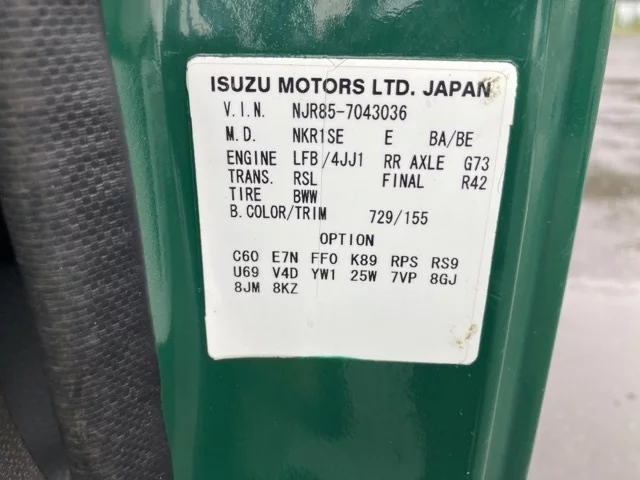 ISUZU MOTORS LTD. JAPAN
V.I.N. NJR85-7043036
M.D. NKR1SE E BA/BE
ENGINE LFB/4JJ1 RR AXLE G73
TRANS. RSL FINAL R42
TIRE BWW
B.COLOR/TRIM 729/155
OPTION
C60 E7N FF0 K89 RPS RS9
U69 V4D YW1 25W 7VP 8GJ
8JM 8KZ